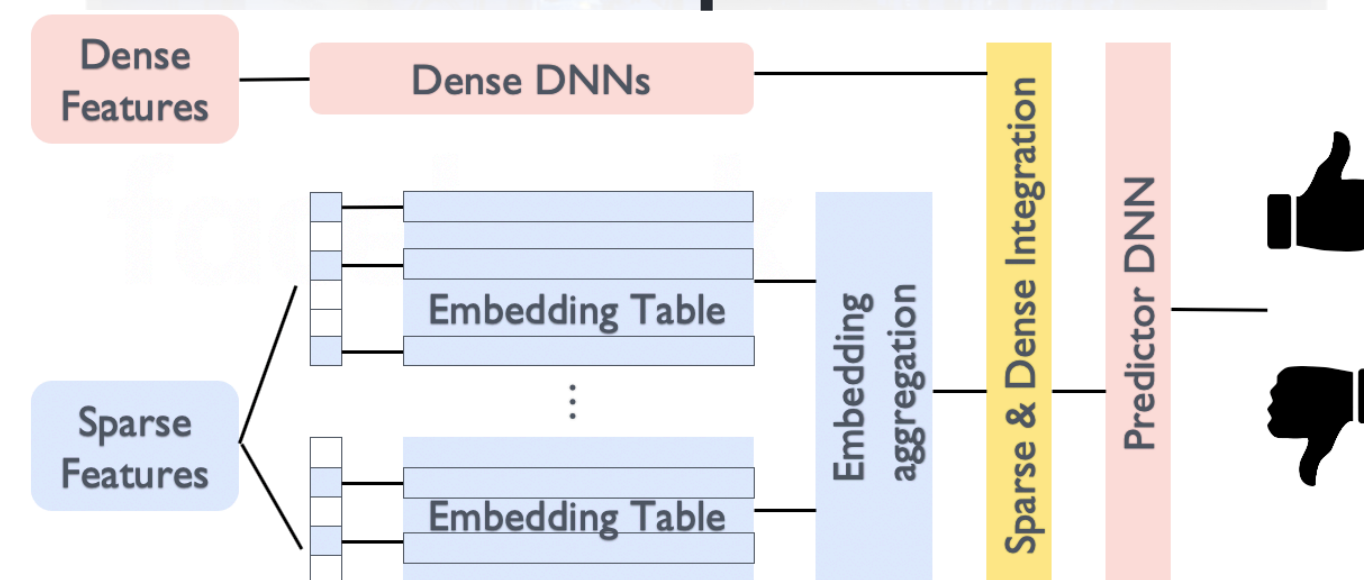 Dense
Features
Dense DNNs
Embedding Table
⋮
Sparse
Features
Embedding Table
Embedding
aggregation
Sparse & Dense Integration
Predictor DNN